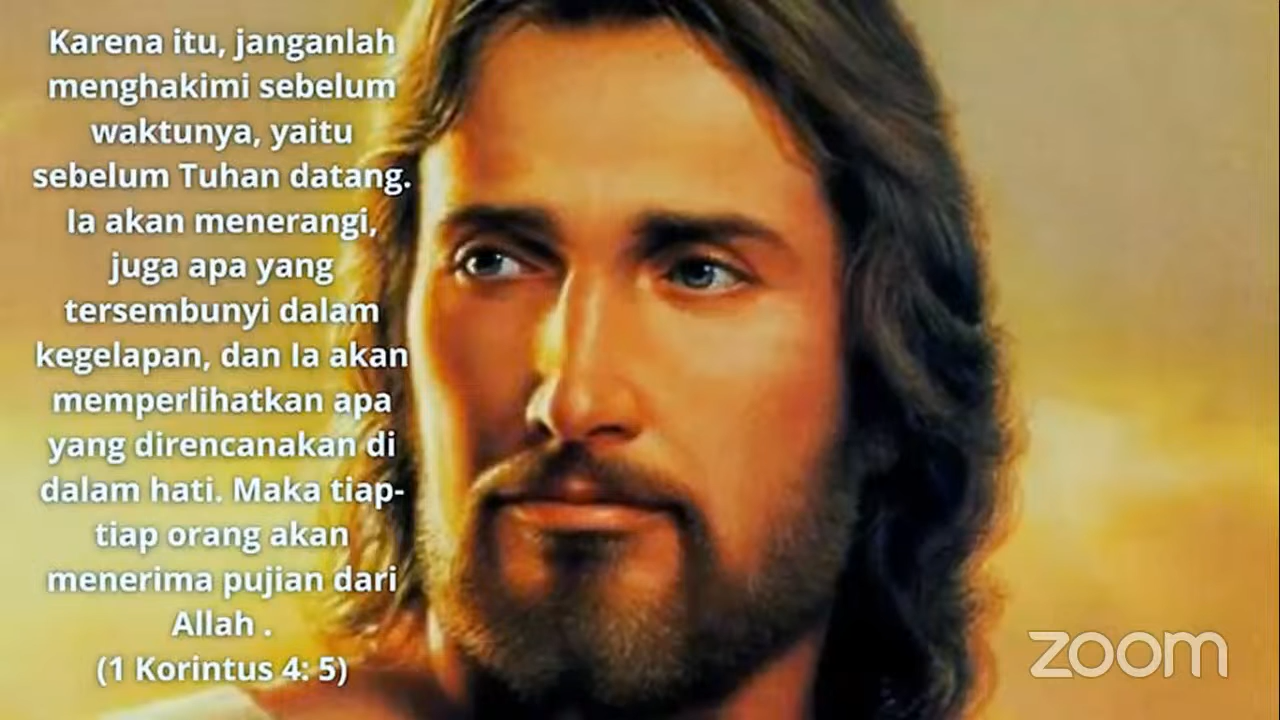 Karena itu, janganlah
menghakimi sebelum
waktunya, yaitu
sebelum Tuhan datang.
Ia akan menerangi,
juga apa yang
tersembunyi dalam
kegelapan, dan Ia akan
memperlihatkan apa
yang direncanakan di
dalam hati. Maka tiap-
tiap orang akan
menerima pujian dari
Allah .
(1 Korintus 4: 5)
zoom